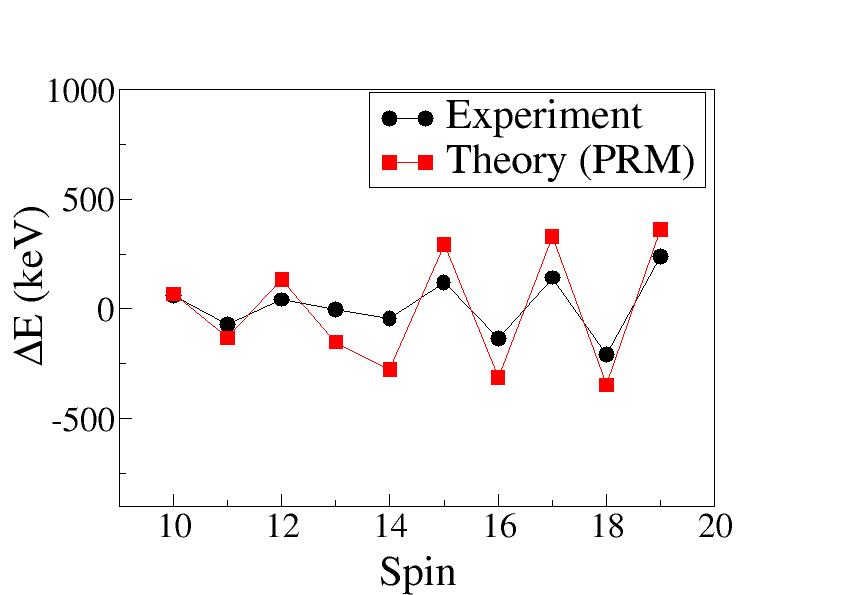 1000
500
0
-500
ΔE (keV)
Experiment
Theory (PRM)
10 12 14 16 18 20
Spin